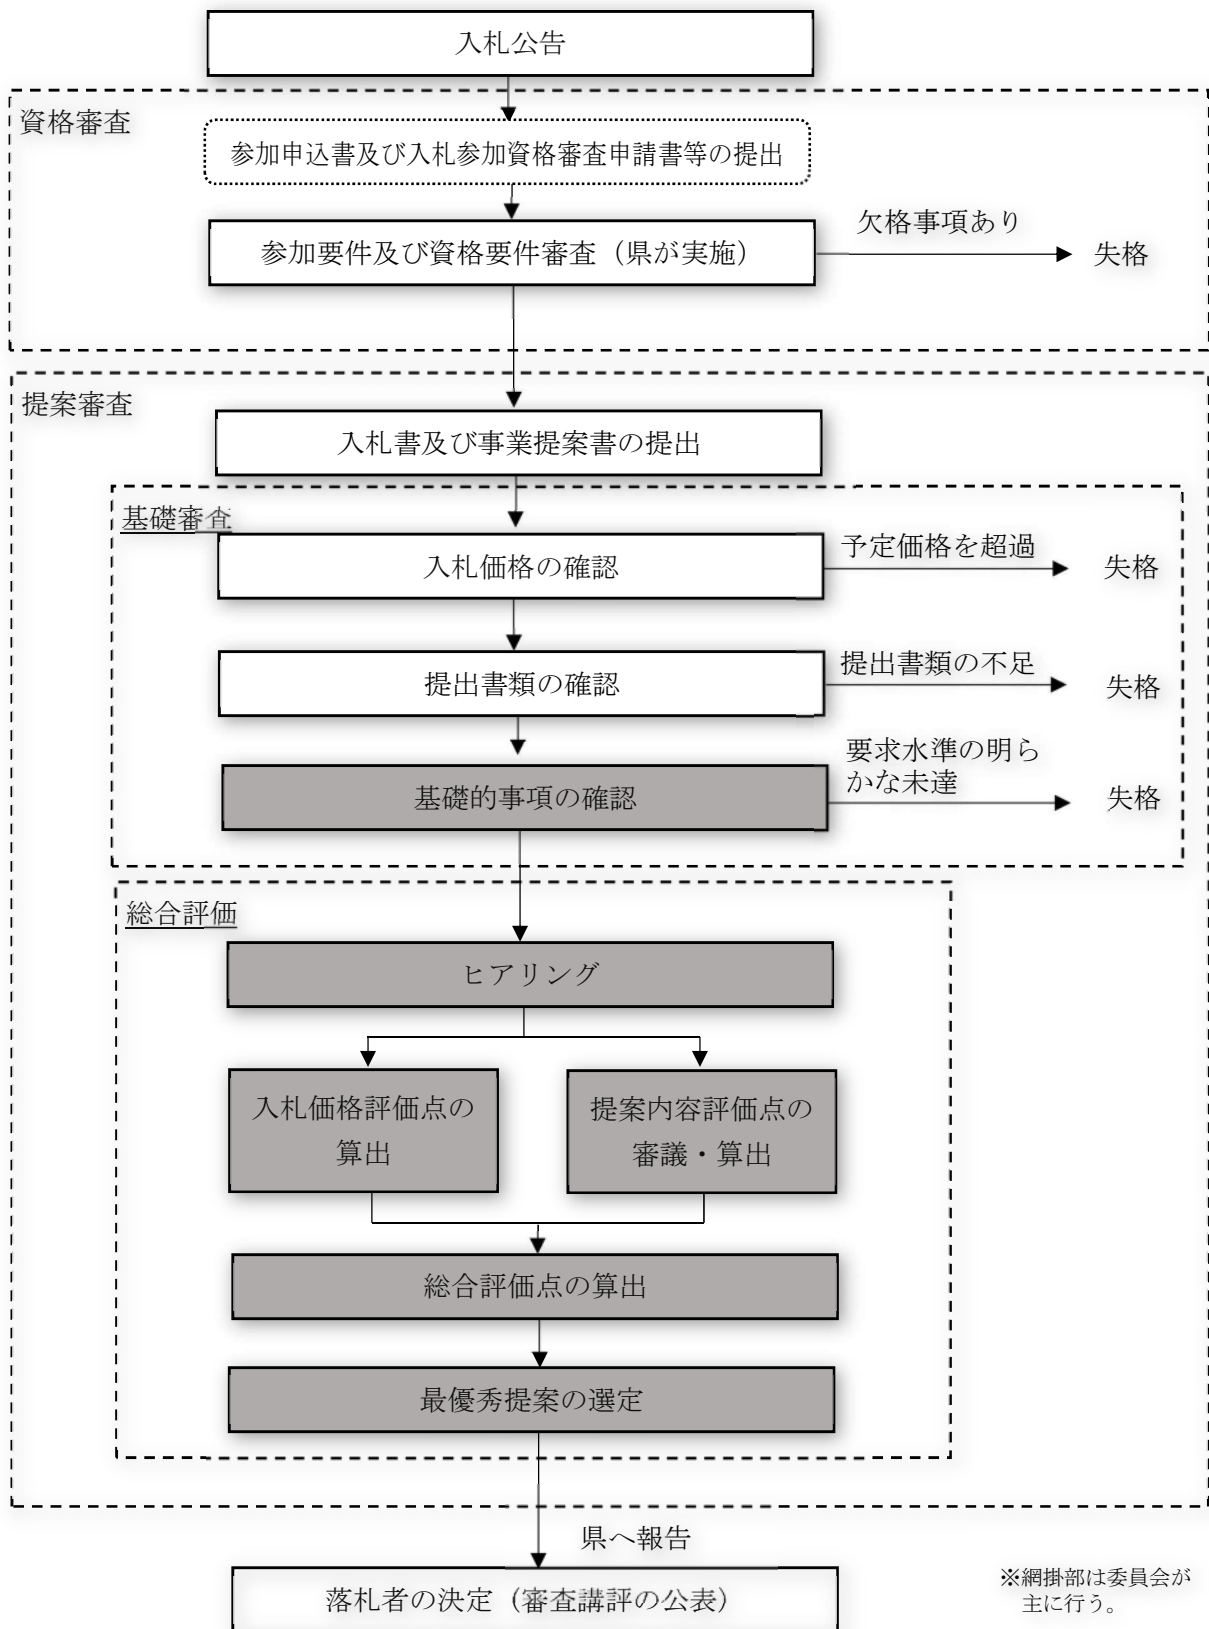 入札公告
資格審査
参加申込書及び入札参加資格審査申請書等の提出
参加要件及び資格要件審査（県が実施）
欠格事項あり
失格
提案審査
入札書及び事業提案書の提出
基礎審査
入札価格の確認
予定価格を超過
失格
提出書類の確認
提出書類の不足
失格
基礎的事項の確認
要求水準の明ら
かな未達
失格
総合評価
ヒアリング
入札価格評価点の
算出
提案内容評価点の
審議・算出
総合評価点の算出
最優秀提案の選定
県へ報告
落札者の決定（審査講評の公表）
※網掛部は委員会が
主に行う。